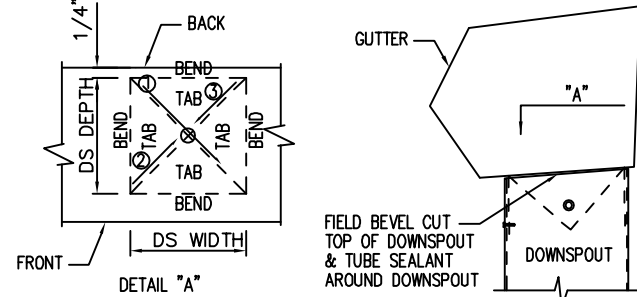 1/4"
BACK
BEND
1
3
TAB
DS DEPTH
BEND
TAB
TAB
BEND
2
TAB
BEND
DS WIDTH
FRONT
DETAIL "A"
GUTTER
"A"
FIELD BEVEL CUT
TOP OF DOWNSPOUT
& TUBE SEALANT
AROUND DOWNSPOUT
DOWNSPOUT